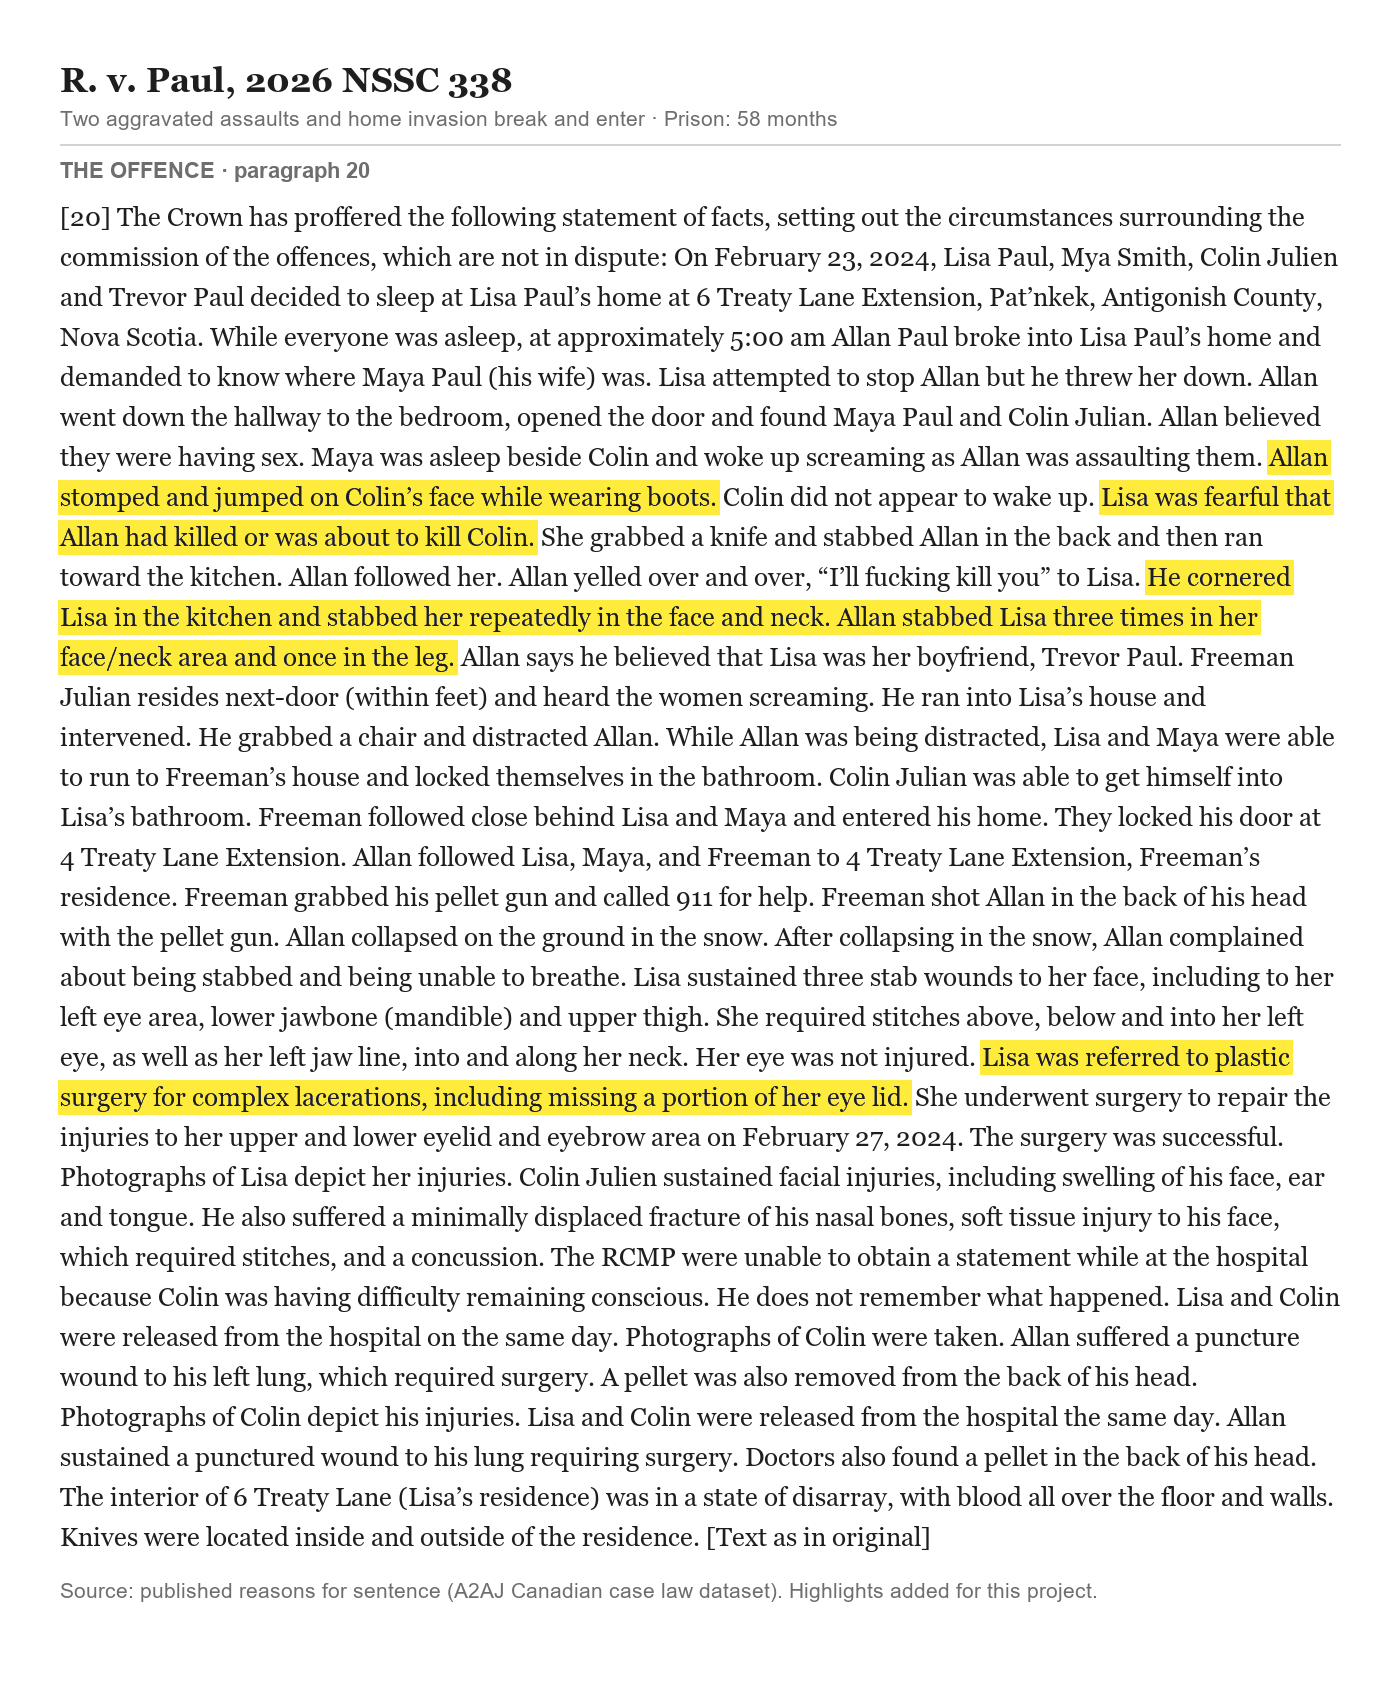 R. v. Paul, 2026 NSSC 338
Two aggravated assaults and home invasion break and enter · Prison: 58 months
THE OFFENCE · paragraph 20
[20] The Crown has proffered the following statement of facts, setting out the circumstances surrounding the
commission of the offences, which are not in dispute: On February 23, 2024, Lisa Paul, Mya Smith, Colin Julien
and Trevor Paul decided to sleep at Lisa Paul’s home at 6 Treaty Lane Extension, Pat’nkek, Antigonish County,
Nova Scotia. While everyone was asleep, at approximately 5:00 am Allan Paul broke into Lisa Paul’s home and
demanded to know where Maya Paul (his wife) was. Lisa attempted to stop Allan but he threw her down. Allan
went down the hallway to the bedroom, opened the door and found Maya Paul and Colin Julian. Allan believed
they were having sex. Maya was asleep beside Colin and woke up screaming as Allan was assaulting them. Allan
stomped and jumped on Colin’s face while wearing boots. Colin did not appear to wake up. Lisa was fearful that
Allan had killed or was about to kill Colin. She grabbed a knife and stabbed Allan in the back and then ran
toward the kitchen. Allan followed her. Allan yelled over and over, “I’ll fucking kill you” to Lisa. He cornered
Lisa in the kitchen and stabbed her repeatedly in the face and neck. Allan stabbed Lisa three times in her
face/neck area and once in the leg. Allan says he believed that Lisa was her boyfriend, Trevor Paul. Freeman
Julian resides next-door (within feet) and heard the women screaming. He ran into Lisa’s house and
intervened. He grabbed a chair and distracted Allan. While Allan was being distracted, Lisa and Maya were able
to run to Freeman’s house and locked themselves in the bathroom. Colin Julian was able to get himself into
Lisa’s bathroom. Freeman followed close behind Lisa and Maya and entered his home. They locked his door at
4 Treaty Lane Extension. Allan followed Lisa, Maya, and Freeman to 4 Treaty Lane Extension, Freeman’s
residence. Freeman grabbed his pellet gun and called 911 for help. Freeman shot Allan in the back of his head
with the pellet gun. Allan collapsed on the ground in the snow. After collapsing in the snow, Allan complained
about being stabbed and being unable to breathe. Lisa sustained three stab wounds to her face, including to her
left eye area, lower jawbone (mandible) and upper thigh. She required stitches above, below and into her left
eye, as well as her left jaw line, into and along her neck. Her eye was not injured. Lisa was referred to plastic
surgery for complex lacerations, including missing a portion of her eye lid. She underwent surgery to repair the
injuries to her upper and lower eyelid and eyebrow area on February 27, 2024. The surgery was successful.
Photographs of Lisa depict her injuries. Colin Julien sustained facial injuries, including swelling of his face, ear
and tongue. He also suffered a minimally displaced fracture of his nasal bones, soft tissue injury to his face,
which required stitches, and a concussion. The RCMP were unable to obtain a statement while at the hospital
because Colin was having difficulty remaining conscious. He does not remember what happened. Lisa and Colin
were released from the hospital on the same day. Photographs of Colin were taken. Allan suffered a puncture
wound to his left lung, which required surgery. A pellet was also removed from the back of his head.
Photographs of Colin depict his injuries. Lisa and Colin were released from the hospital the same day. Allan
sustained a punctured wound to his lung requiring surgery. Doctors also found a pellet in the back of his head.
The interior of 6 Treaty Lane (Lisa’s residence) was in a state of disarray, with blood all over the floor and walls.
Knives were located inside and outside of the residence. [Text as in original]
Source: published reasons for sentence (A2AJ Canadian case law dataset). Highlights added for this project.